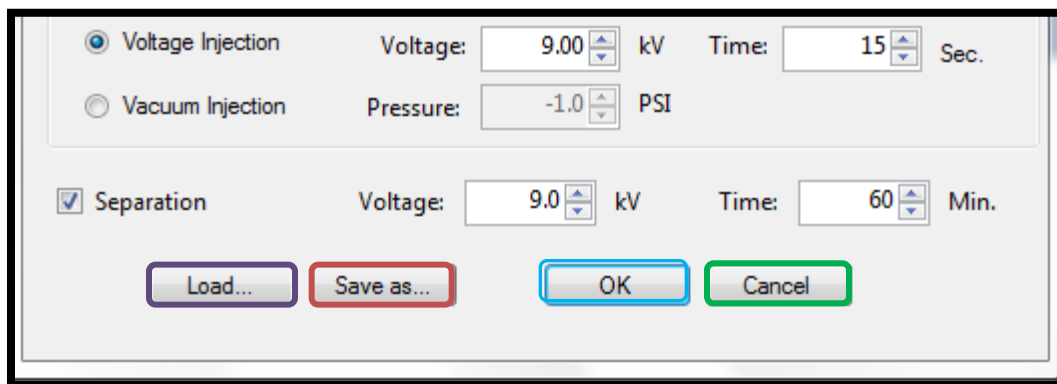 Voltage Injection Voltage: 9.00 kV Time: 15 Sec.
Vacuum Injection Pressure: -1.0 PSI
Separation Voltage: 9.0 kV Time: 60 Min.
Load... Save as... OK Cancel